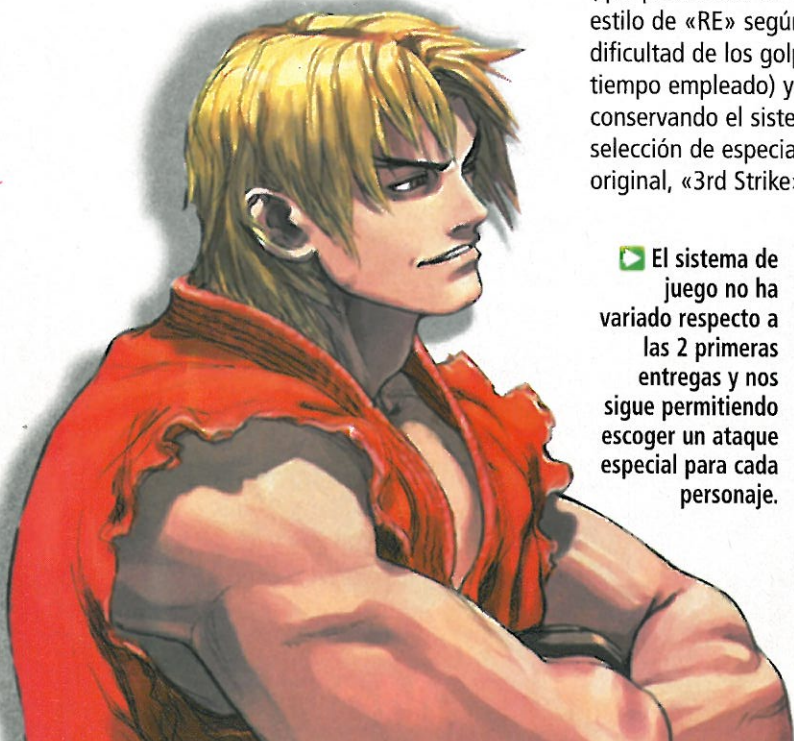 estilo de «RE» según
dificultad de los gol
tiempo empleado) y
conservando el siste
selección de especia
original, «3rd Strike»
El sistema de
juego no ha
variado respecto a
las 2 primeras
entregas y nos
sigue permitiendo
escoger un ataque
especial para cada
personaje.